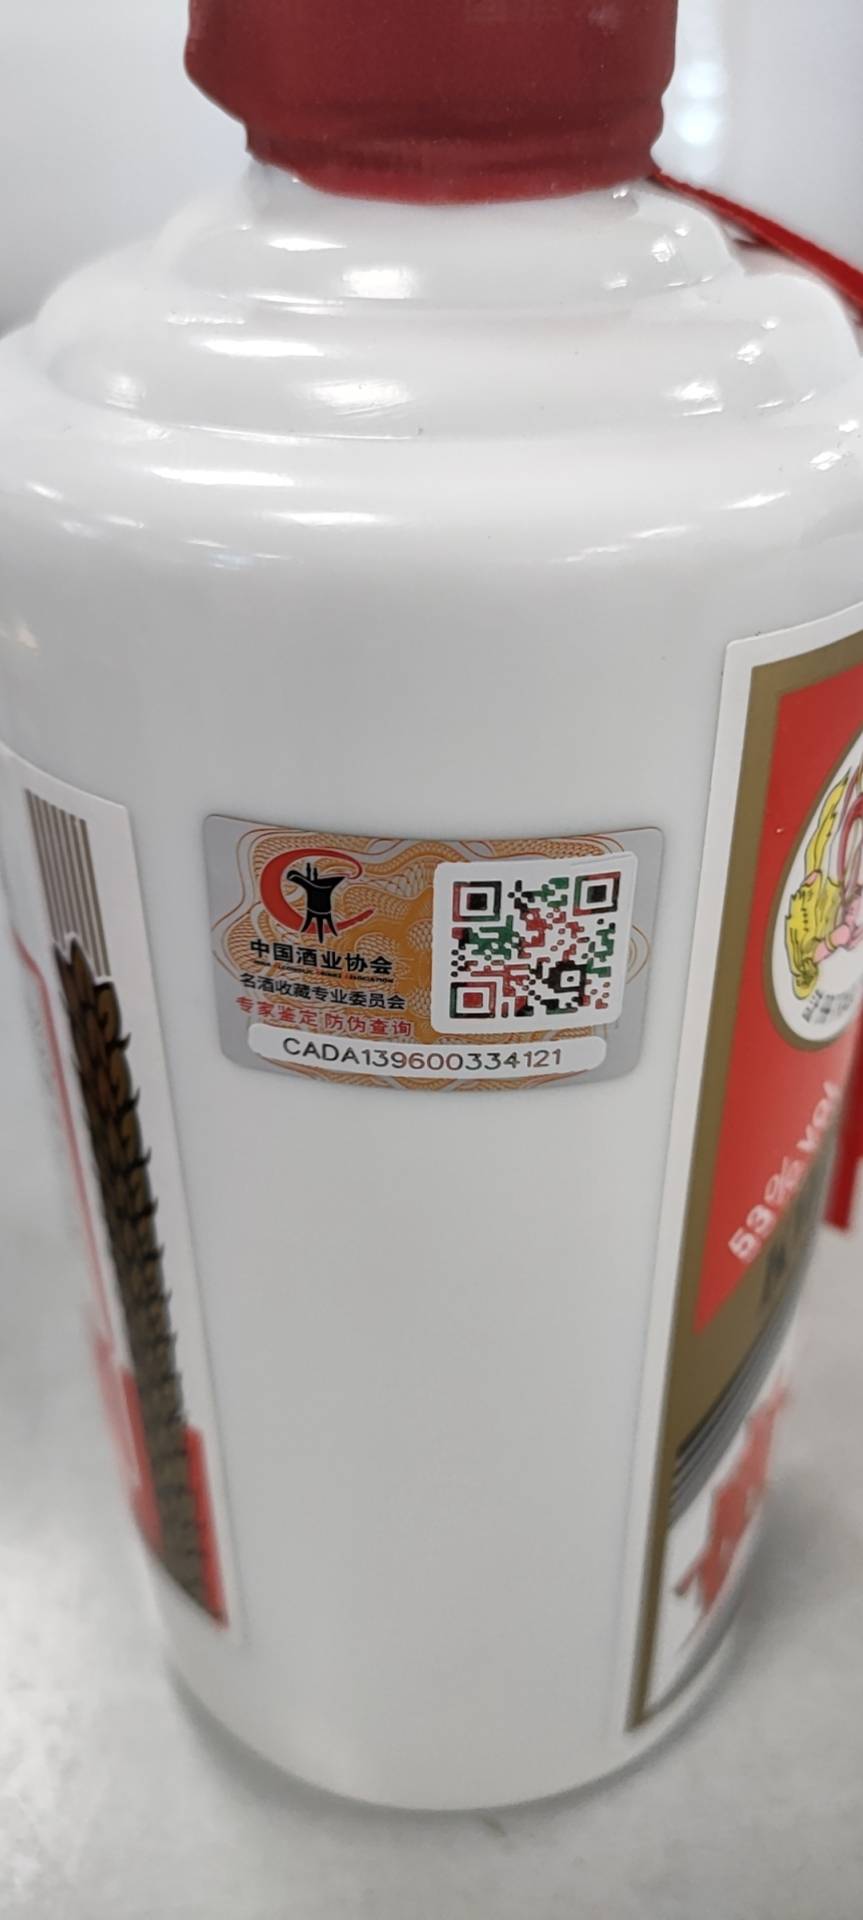 中国酒业协会
名酒收藏专业委员会
专家鉴定 防伪查询
CADA139600334121
53% VOL